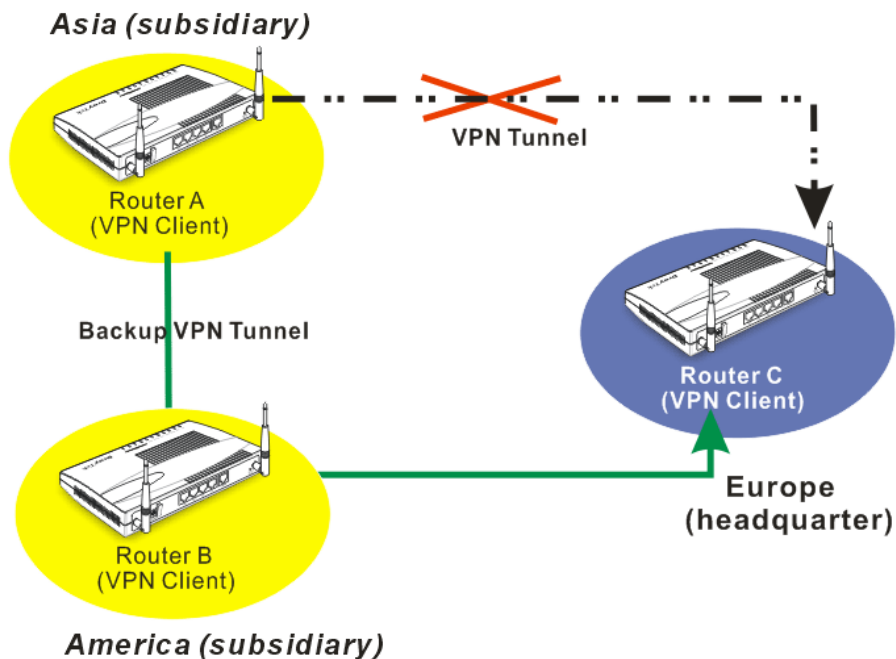 Asia (subsidiary)
VPN Tunnel
Router A
(VPN Client)
Backup VPN Tunnel
Router C
(VPN Client)
Router B
(VPN Client)
Europe
(headquarter)
America (subsidiary)